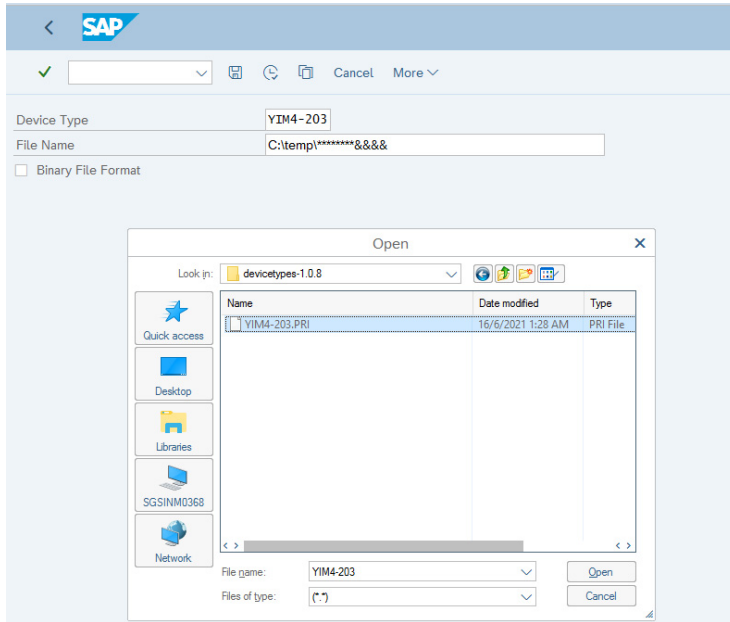 SAP
Cancel More
Device Type YIM4-203
File Name C:\temp\********&&&&
Binary File Format
Open
Look in: devicetypes-1.0.8
Name Date modified Type
YIM4-203.PRI 16/6/2021 1:28 AM PRI File
Quick access
Desktop
Libraries
SGSINM0368
Network
File name: YIM4-203 Open
Files of type: (*.*) Cancel